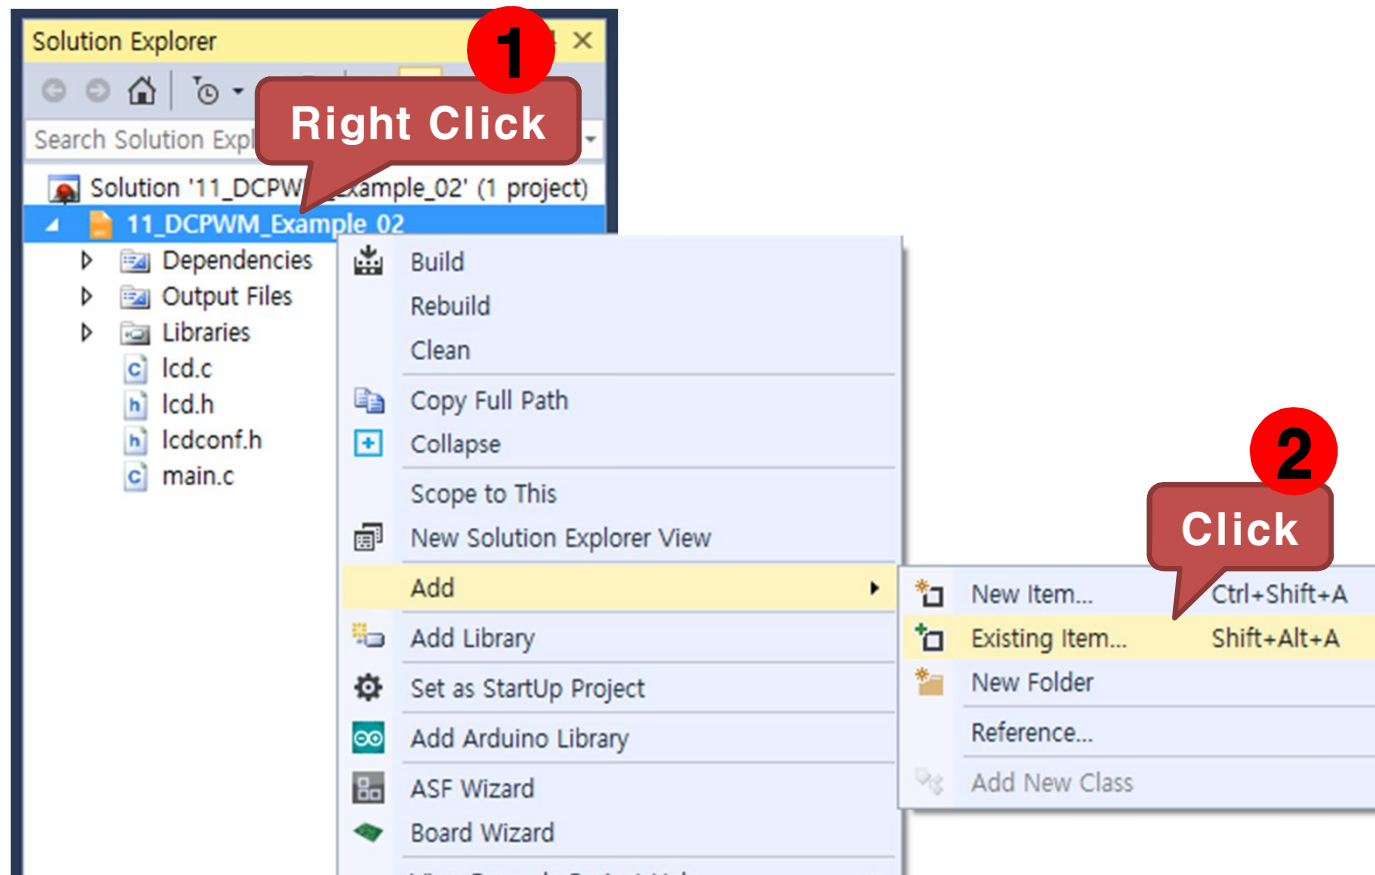 Solution Explorer
1
Right Click
Search Solution Expl
Solution '11_DCPWM_Example_02' (1 project)
11_DCPWM_Example_02
Dependencies
Output Files
Libraries
lcd.c
lcd.h
lcdconf.h
main.c
Build
Rebuild
Clean
Copy Full Path
Collapse
Scope to This
New Solution Explorer View
Add
Add Library
Set as StartUp Project
Add Arduino Library
ASF Wizard
Board Wizard
2
Click
New Item... Ctrl+Shift+A
Existing Item... Shift+Alt+A
New Folder
Reference...
Add New Class